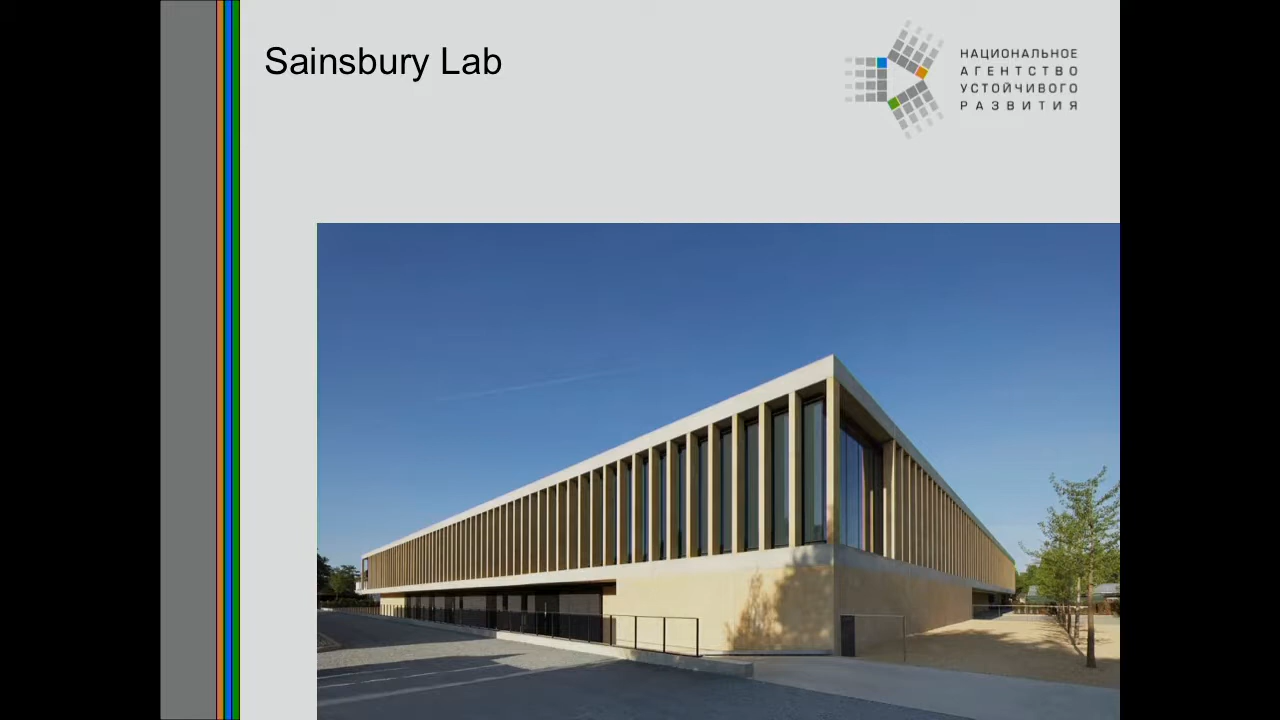 Sainsbury Lab
НАЦИОНАЛЬНОЕ
АГЕНТСТВО
УСТОЙЧИВОГО
РАЗВИТИЯ